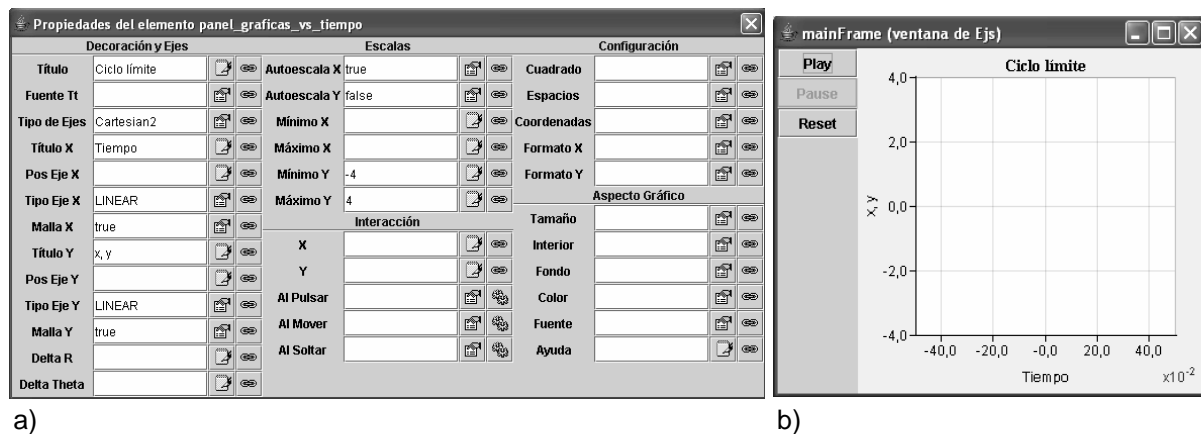 Propiedades del elemento panel_graficas_vs_tiempo
Decoración y Ejes
Título Ciclo límite
Fuente Tt
Tipo de Ejes Cartesian2
Título X Tiempo
Pos Eje X
Tipo Eje X LINEAR
Malla X true
Título Y x, y
Pos Eje Y
Tipo Eje Y LINEAR
Malla Y true
Delta R
Delta Theta
Escalas
Autoescala X true
Autoescala Y false
Mínimo X
Máximo X
Mínimo Y -4
Máximo Y 4
Interacción
X
Y
Al Pulsar
Al Mover
Al Soltar
Configuración
Cuadrado
Espacios
Coordenadas
Formato X
Formato Y
Aspecto Gráfico
Tamaño
Interior
Fondo
Color
Fuente
Ayuda
a)
mainFrame (ventana de Ejs)
Play
Pause
Reset
Ciclo límite
4,0
2,0
0,0
-2,0
-4,0
x, y
-40,0 -20,0 -0,0 20,0 40,0
Tiempo x10-2
b)